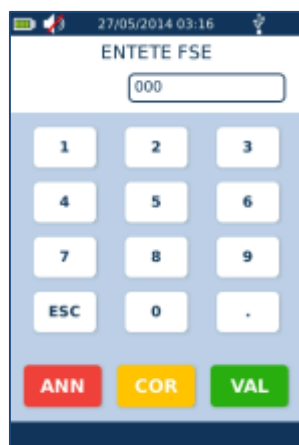 27/05/2014 03:16
ENTETE FSE
000
1 2 3
4 5 6
7 8 9
ESC 0 .
ANN COR VAL